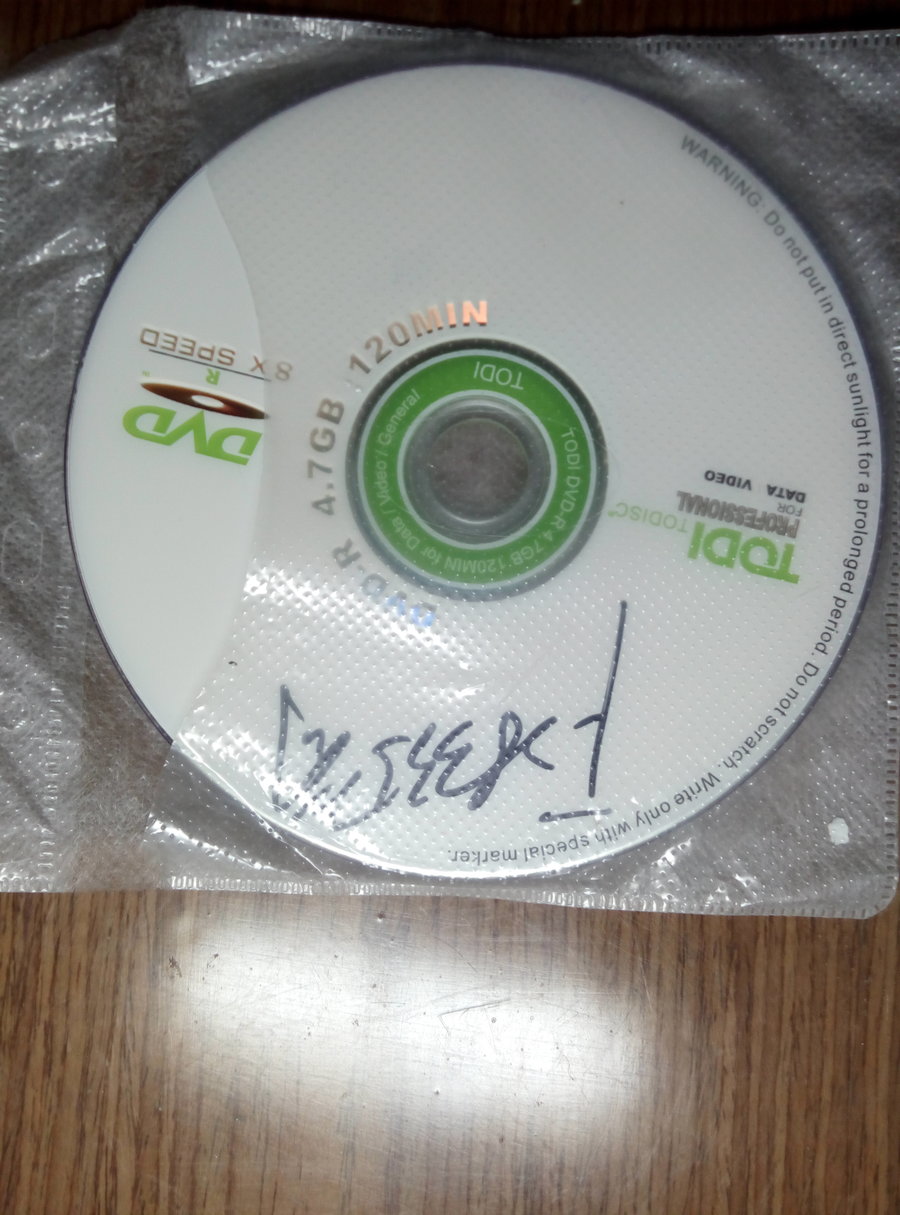 TODI TODISC®
PROFESSIONAL
FOR
DATA VIDEO
DVD
R
8 X SPEED
DVD-R 4.7GB 120MIN
TODI
TODI DVD-R 4.7GB 120MIN for Data / Video / General
WARNING: Do not put in direct sunlight for a prolonged period. Do not scratch. Write only with special marker.